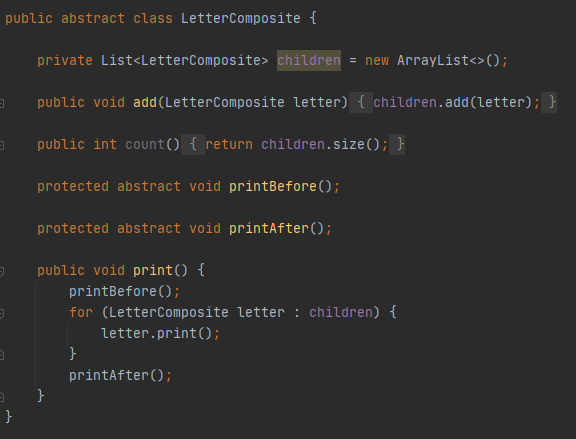 public abstract class LetterComposite {
private List<LetterComposite> children = new ArrayList<>();
public void add(LetterComposite letter) { children.add(letter); }
public int count() { return children.size(); }
protected abstract void printBefore();
protected abstract void printAfter();
public void print() {
printBefore();
for (LetterComposite letter : children) {
letter.print();
}
printAfter();
}
}